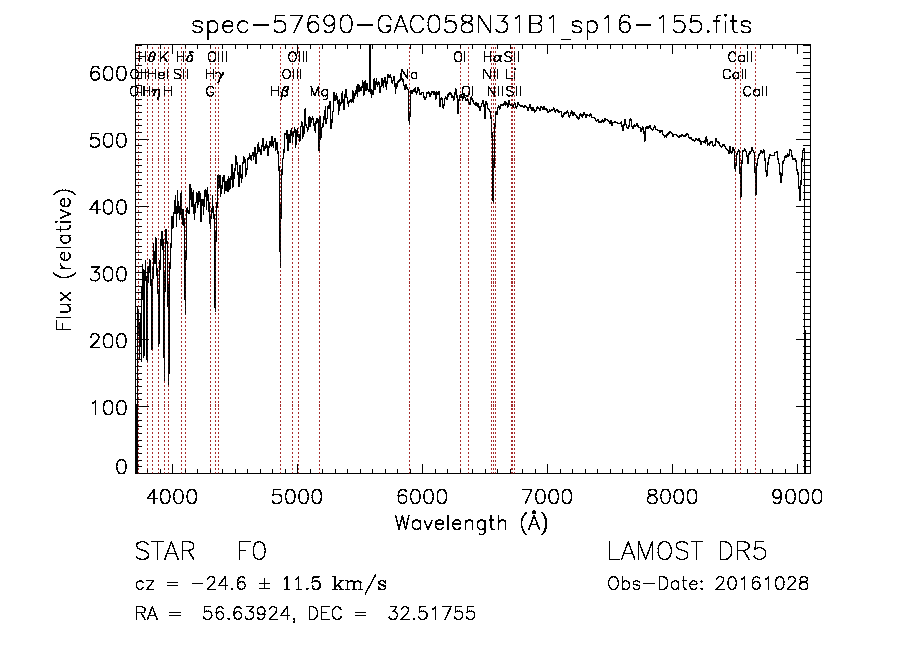 spec-57690-GAC058N31B1_sp16-155.fits
Hθ K Hδ OIII OIII OI Hα SII CaII
OII HeI SII Hγ OIII Na NII Li CaII
OII Hη H G Hβ Mg OI NII SII CaII
600
500
400
300
200
100
0
Flux (relative)
4000 5000 6000 7000 8000 9000
Wavelength (Å)
STAR F0 LAMOST DR5
cz = -24.6 ± 11.5 km/s Obs-Date: 20161028
RA = 56.63924, DEC = 32.51755